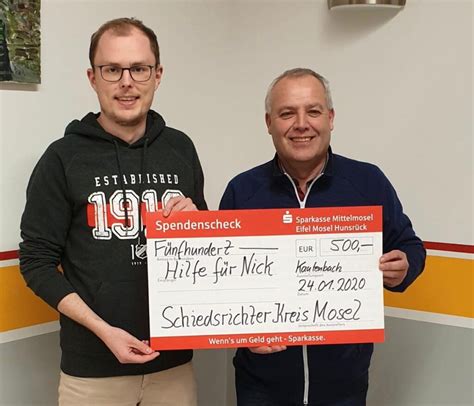 ESTABLISHED
1910
Spendenscheck
Sparkasse Mittelmosel
Eifel Mosel Hunsrück
Fünfhundert
EUR 500,-
Hilfe für Nick
Kautenbach
24.01.2020
Schiedsrichter Kreis Mosel
Wenn's um Geld geht - Sparkasse.